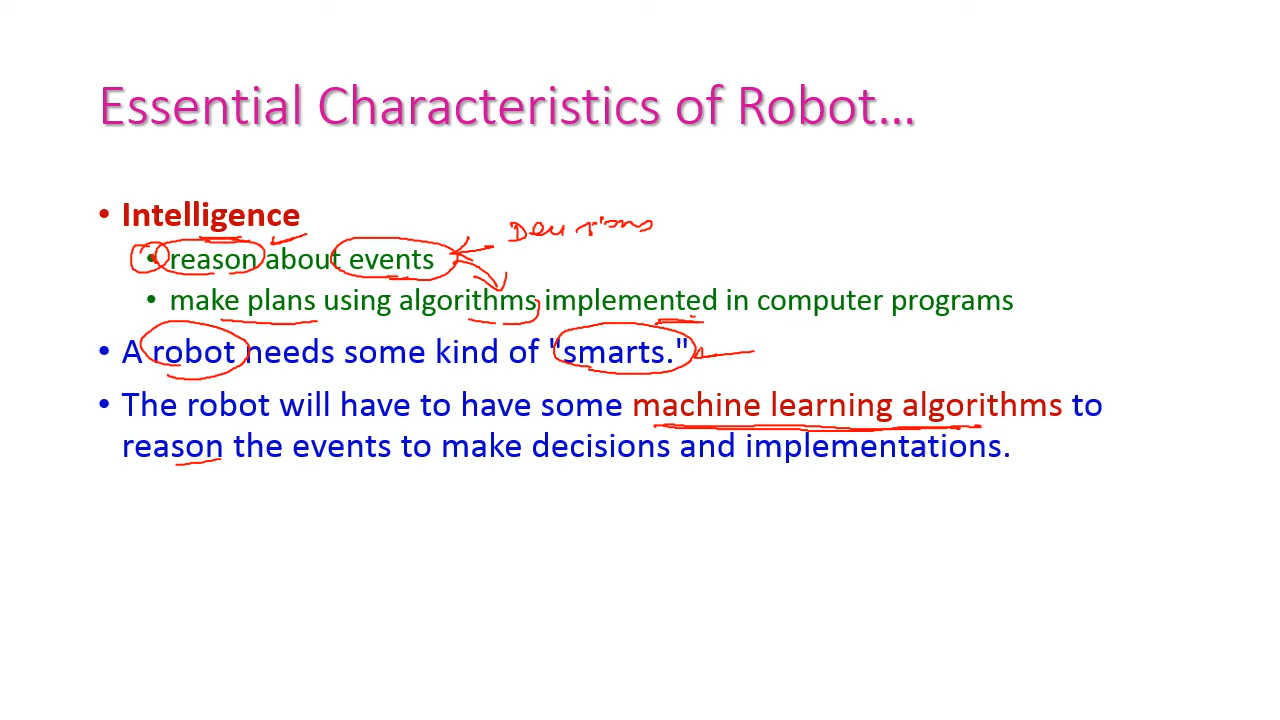 Essential Characteristics of Robot...
• Intelligence
Decisions
• reason about events
• make plans using algorithms implemented in computer programs
• A robot needs some kind of "smarts."
• The robot will have to have some machine learning algorithms to
reason the events to make decisions and implementations.